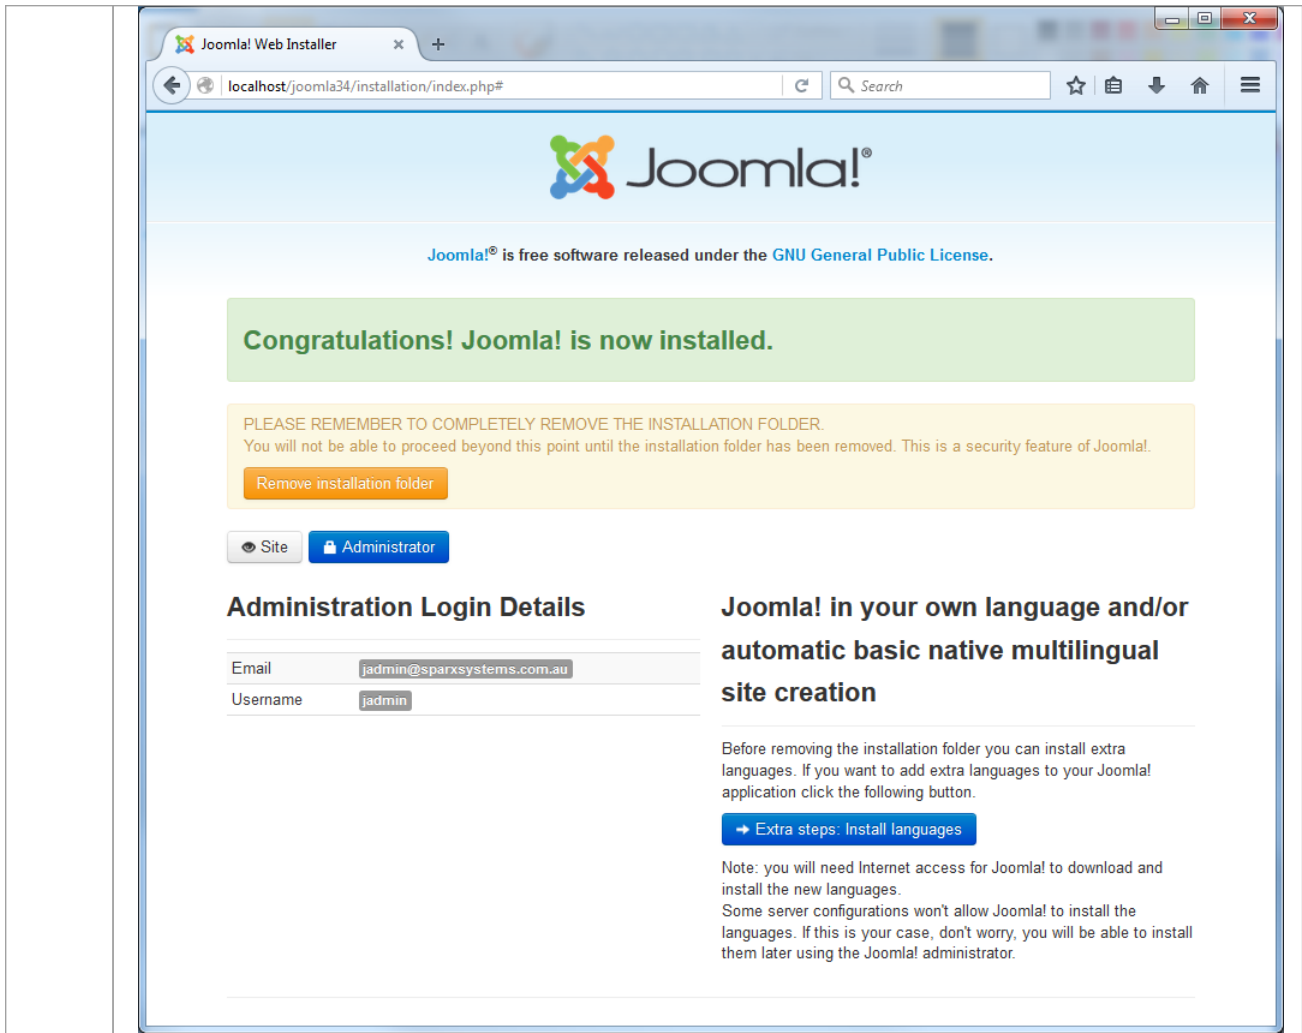 Joomla! Web Installer
localhost/joomla34/installation/index.php#
Search
Joomla!®
Joomla!® is free software released under the GNU General Public License.
Congratulations! Joomla! is now installed.
PLEASE REMEMBER TO COMPLETELY REMOVE THE INSTALLATION FOLDER.
You will not be able to proceed beyond this point until the installation folder has been removed. This is a security feature of Joomla!.
Remove installation folder
Site
Administrator
Administration Login Details
Email jadmin@sparxsystems.com.au
Username jadmin
Joomla! in your own language and/or
automatic basic native multilingual
site creation
Before removing the installation folder you can install extra
languages. If you want to add extra languages to your Joomla!
application click the following button.
Extra steps: Install languages
Note: you will need Internet access for Joomla! to download and
install the new languages.
Some server configurations won't allow Joomla! to install the
languages. If this is your case, don't worry, you will be able to install
them later using the Joomla! administrator.